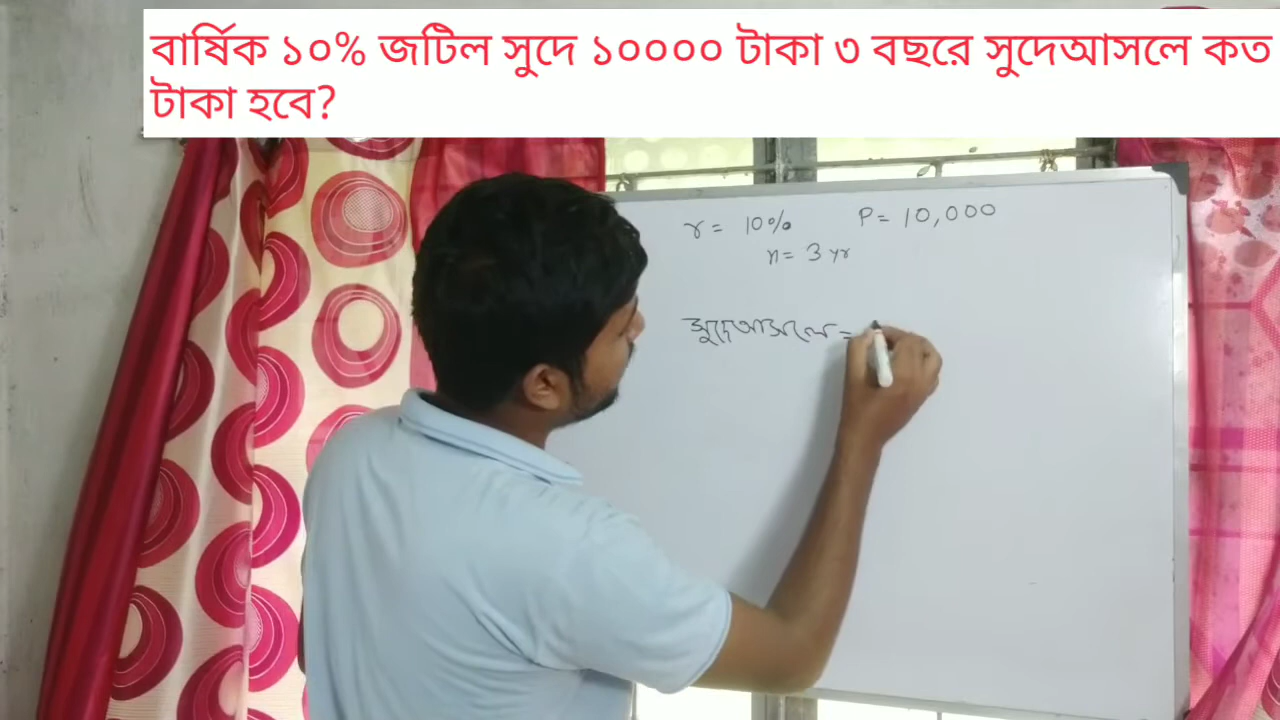 বার্ষিক ১০% জটিল সুদে ১০০০০ টাকা ৩ বছরে সুদেআসলে কত
টাকা হবে?
r = 10% P = 10,000
n = 3 yr
সুদেআসলে =